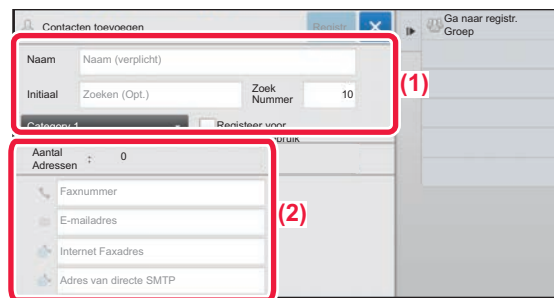 Contacten toevoegen
Registr.
Ga naar registr.
Groep
Naam
Naam (verplicht)
Initiaal
Zoeken (Opt.)
Zoek
Nummer
10
(1)
Category 1
Registeer voor
bruik
Aantal
Adressen
:
0
(2)
Faxnummer
E-mailadres
Internet Faxadres
Adres van directe SMTP